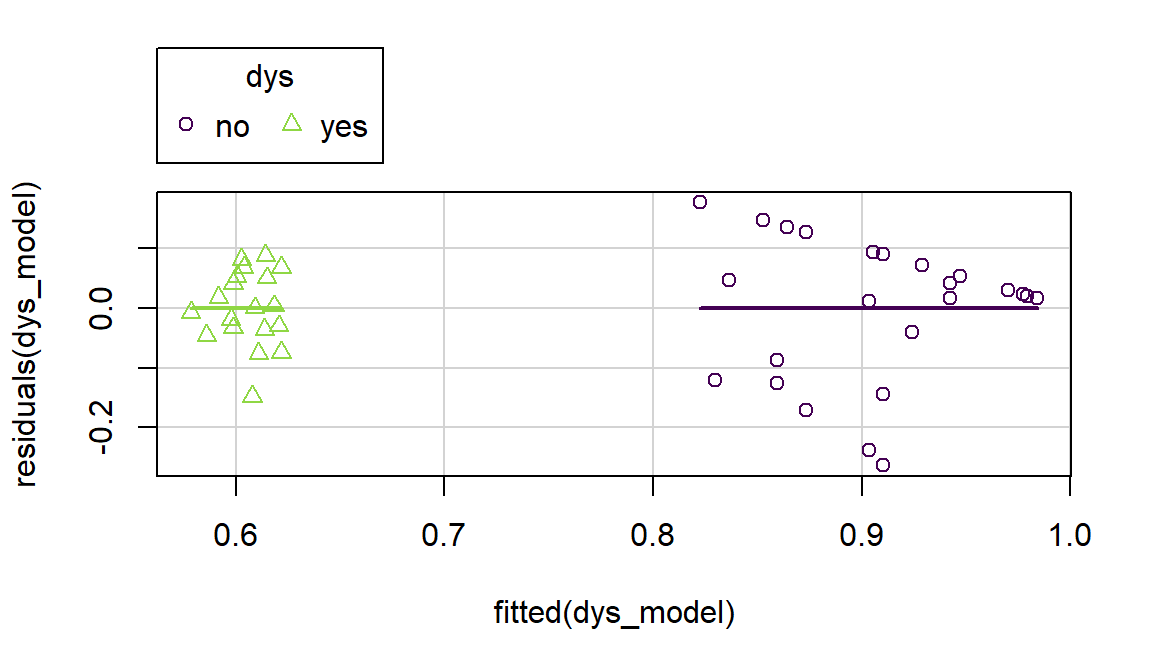 dys
no yes
residuals(dys_model)
0.0
-0.2
0.6 0.7 0.8 0.9 1.0
fitted(dys_model)